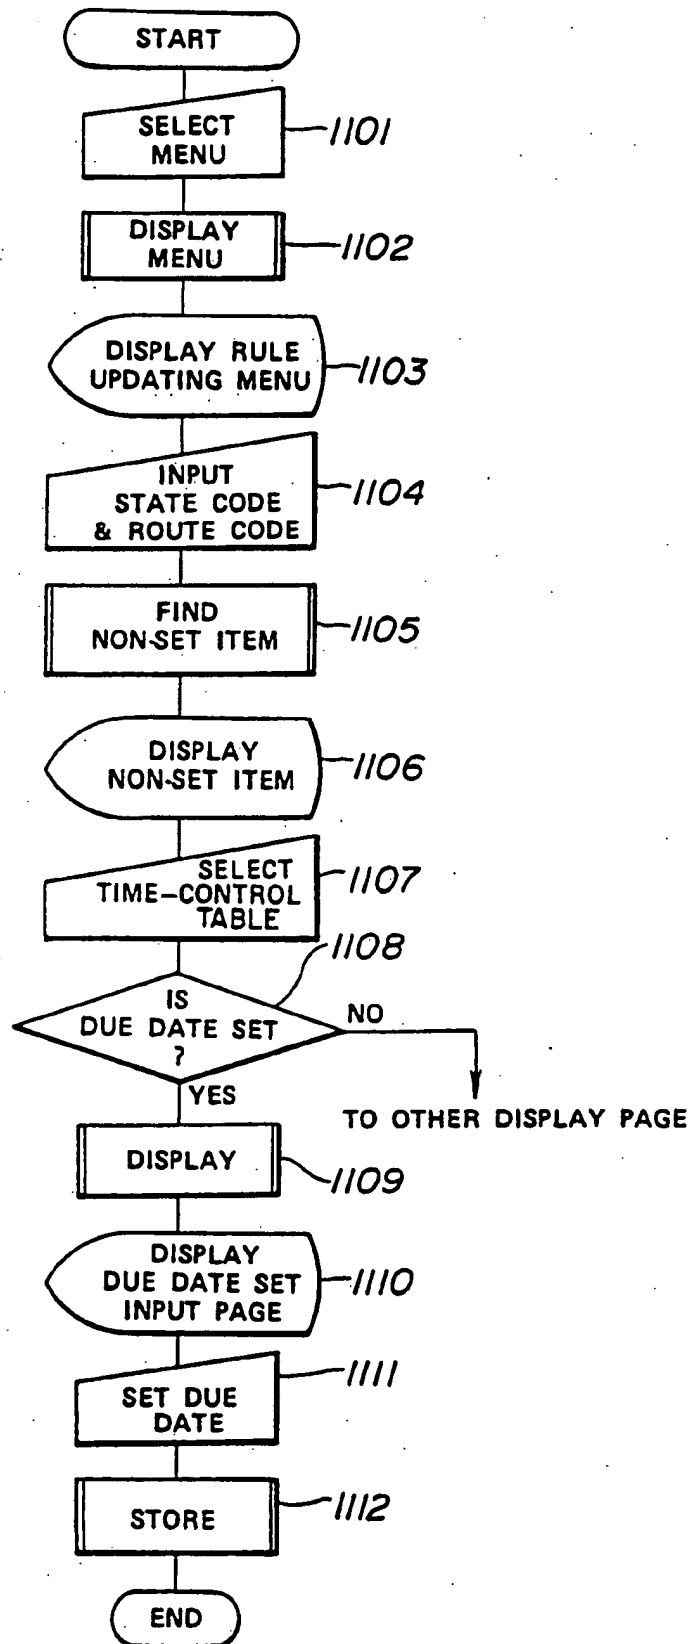 START
SELECT
MENU
1101
DISPLAY
MENU
1102
DISPLAY RULE
UPDATING MENU
1103
INPUT
STATE CODE
& ROUTE CODE
1104
FIND
NON-SET ITEM
1105
DISPLAY
NON-SET ITEM
1106
SELECT
TIME-CONTROL
TABLE
1107
1108
IS
DUE DATE SET
?
NO
YES
TO OTHER DISPLAY PAGE
DISPLAY
1109
DISPLAY
DUE DATE SET
INPUT PAGE
1110
SET DUE
DATE
1111
STORE
1112
END